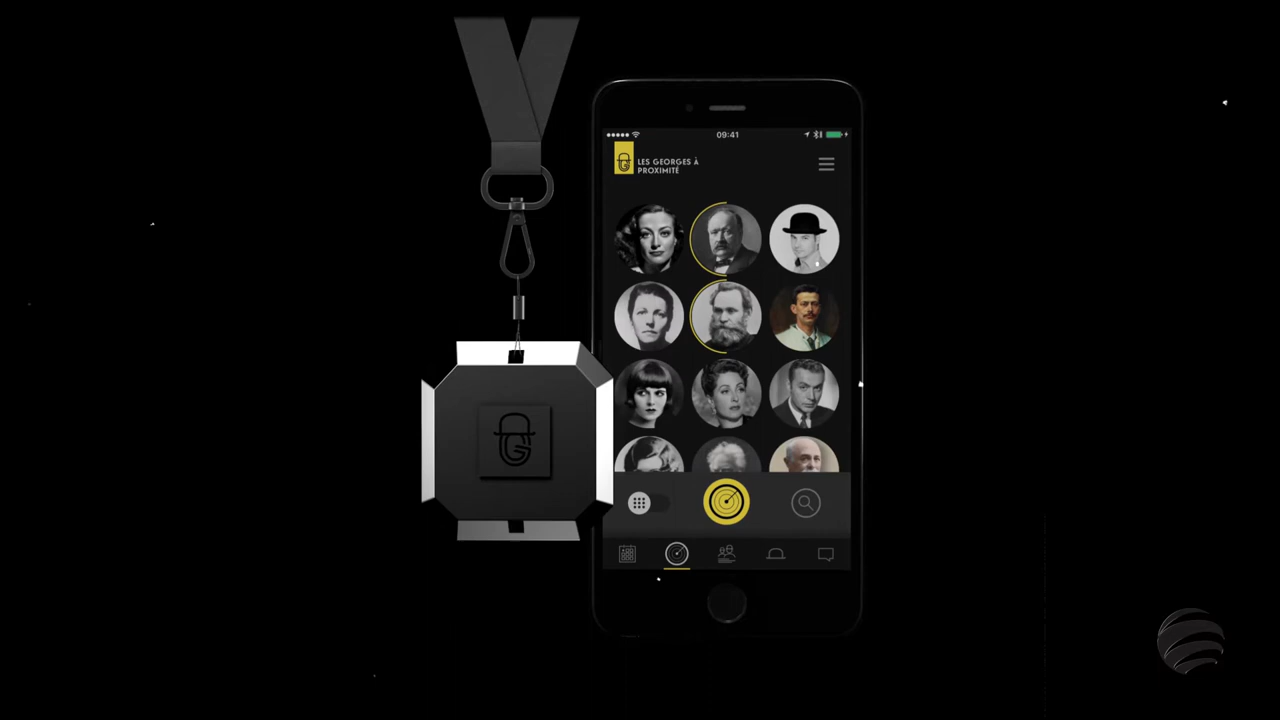 09:41
LES GEORGES À
PROXIMITÉ
G
G